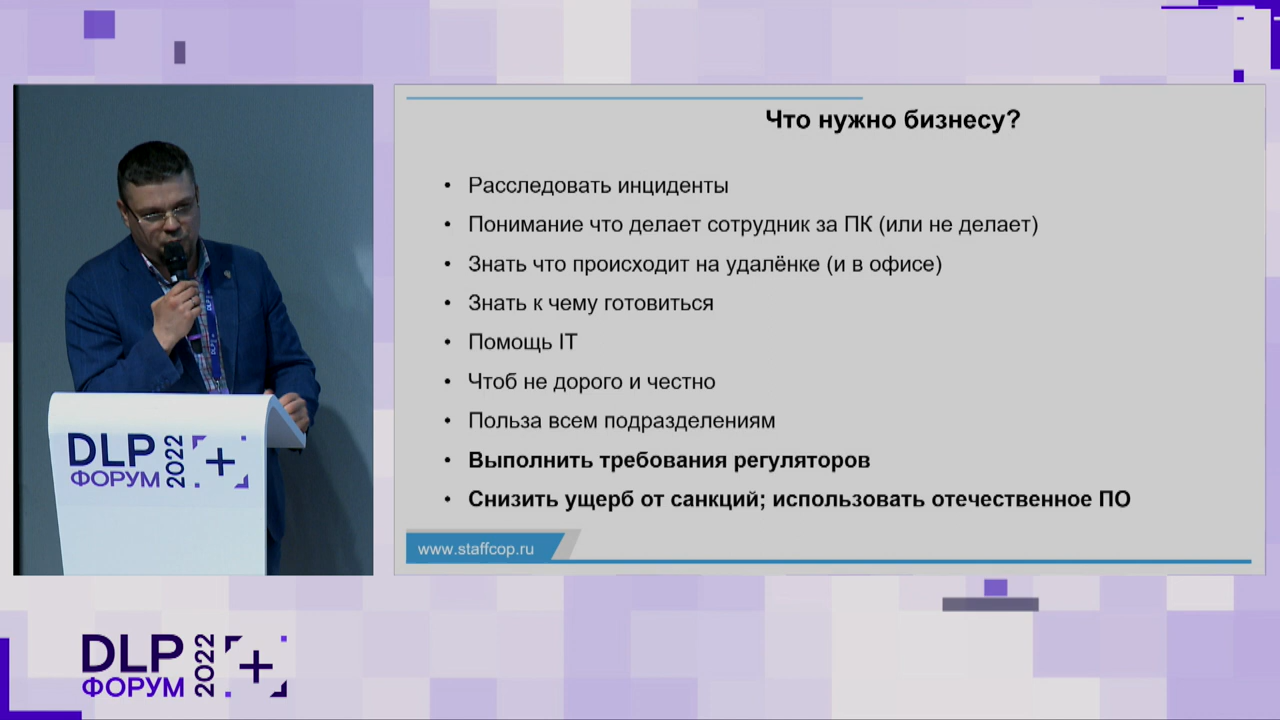 Что нужно бизнесу?
• Расследовать инциденты
• Понимание что делает сотрудник за ПК (или не делает)
• Знать что происходит на удалёнке (и в офисе)
• Знать к чему готовиться
• Помощь IT
• Чтоб не дорого и честно
• Польза всем подразделениям
• Выполнить требования регуляторов
• Снизить ущерб от санкций; использовать отечественное ПО
www.staffcop.ru
DLP
ФОРУМ
2022
DLP
ФОРУМ
2022